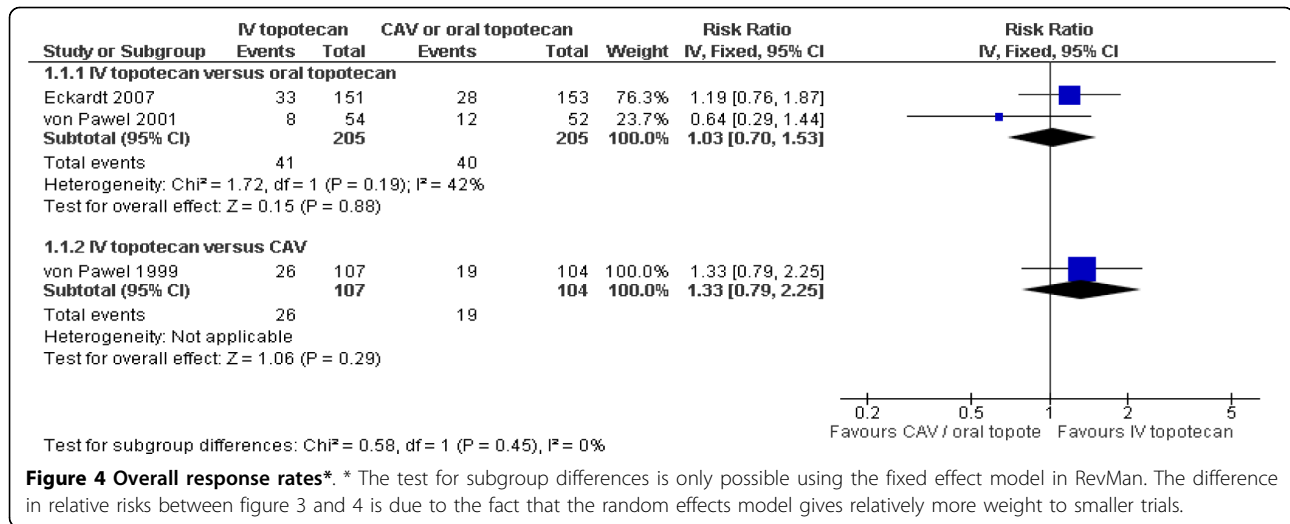 IV topotecan CAV or oral topotecan Risk Ratio Risk Ratio
Study or Subgroup Events Total Events Total Weight IV, Fixed, 95% CI IV, Fixed, 95% CI
1.1.1 IV topotecan versus oral topotecan
Eckardt 2007 33 151 28 153 76.3% 1.19 [0.76, 1.87]
von Pawel 2001 8 54 12 52 23.7% 0.64 [0.29, 1.44]
Subtotal (95% CI) 205 205 100.0% 1.03 [0.70, 1.53]
Total events 41 40
Heterogeneity: Chi² = 1.72, df = 1 (P = 0.19); I² = 42%
Test for overall effect: Z = 0.15 (P = 0.88)
1.1.2 IV topotecan versus CAV
von Pawel 1999 26 107 19 104 100.0% 1.33 [0.79, 2.25]
Subtotal (95% CI) 107 104 100.0% 1.33 [0.79, 2.25]
Total events 26 19
Heterogeneity: Not applicable
Test for overall effect: Z = 1.06 (P = 0.29)
0.2 0.5 1 2 5
Favours CAV / oral topote Favours IV topotecan
Test for subgroup differences: Chi² = 0.58, df = 1 (P = 0.45), I² = 0%
Figure 4 Overall response rates*. * The test for subgroup differences is only possible using the fixed effect model in RevMan. The difference
in relative risks between figure 3 and 4 is due to the fact that the random effects model gives relatively more weight to smaller trials.